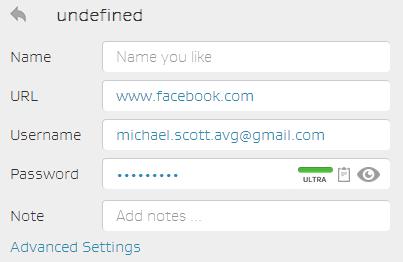 undefined
Name Name you like
URL www.facebook.com
Username michael.scott.avg@gmail.com
Password •••••••••
ULTRA
Note Add notes ...
Advanced Settings